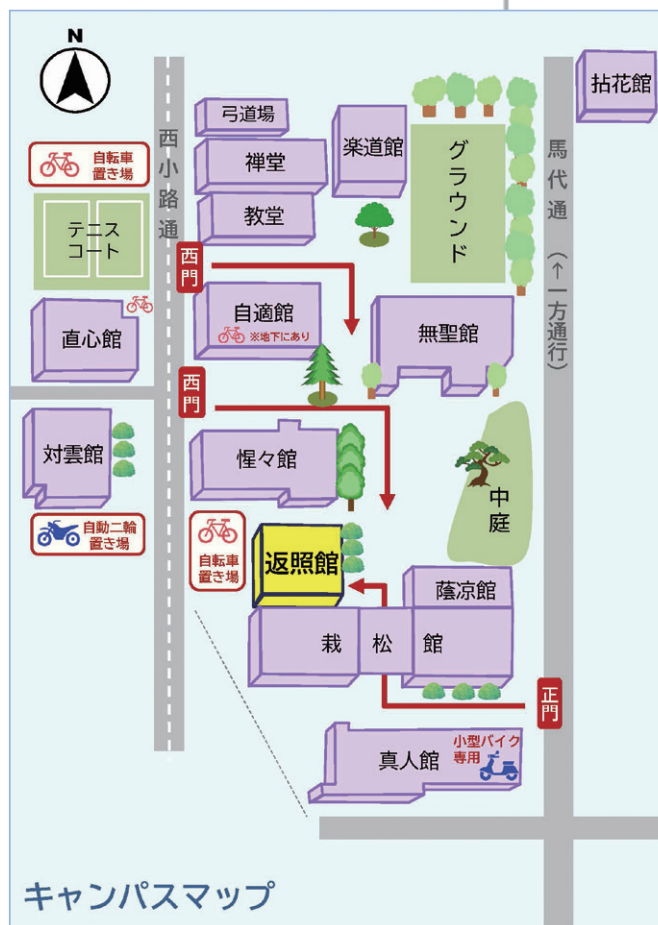 N
拈花館
弓道場
禅堂
教堂
楽道館
グラウンド
西小路通
馬代通 (↑一方通行)
自転車
置き場
テニス
コート
西門
自適館
※地下にあり
無聖館
直心館
西門
対雲館
惺々館
中庭
自動二輪
置き場
自転車
置き場
返照館
蔭凉館
栽松館
正門
真人館
小型バイク
専用
キャンパスマップ